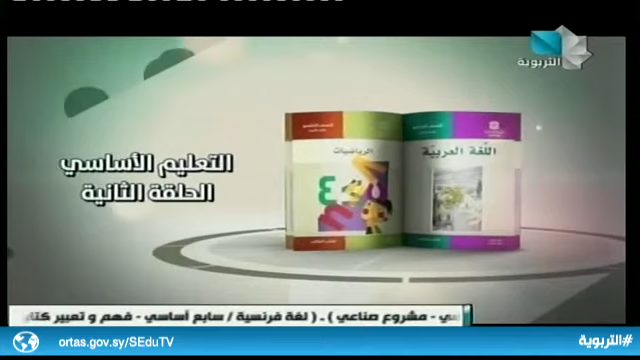 التربوية
التعليم الأساسي
الحلقة الثانية
الرياضيات
اللغة العربية
سي - مشروع صناعي ) . ( لغة فرنسية / سابع أساسي - فهم و تعبير كتا
ortas.gov.sy/SEduTV
#التربوية